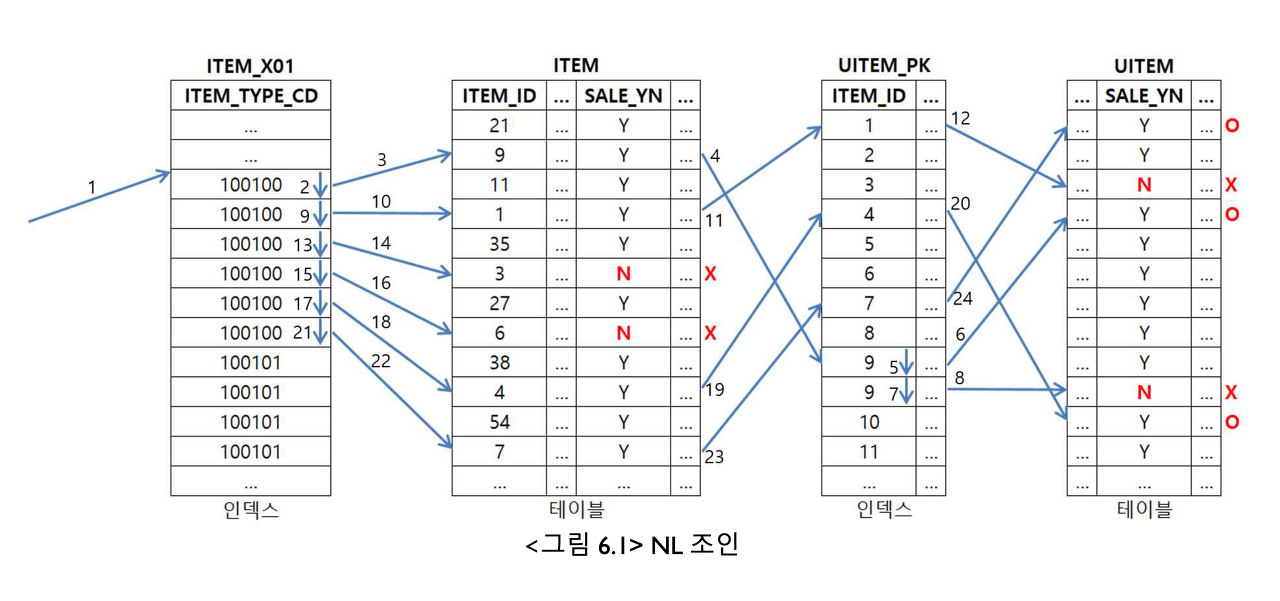 ITEM_X01 ITEM UITEM_PK UITEM
ITEM_TYPE_CD ITEM_ID ... SALE_YN ... ITEM_ID ... ... SALE_YN ...
... 21 ... Y ... 1 ... 12 ... Y ... O
... 3 9 ... Y ... 4 2 ... ... Y ...
1 100100 2 11 ... Y ... 3 ... ... N ... X
100100 9 10 1 ... Y ... 11 4 ... 20 ... Y ... O
100100 13 14 35 ... Y ... 5 ... ... Y ...
100100 15 16 3 ... N ... X 6 ... ... Y ...
100100 17 18 27 ... Y ... 7 ... 24 ... Y ...
100100 21 22 6 ... N ... X 8 ... 6 ... Y ...
100101 38 ... Y ... 9 5 ... 8 ... Y ...
100101 4 ... Y ... 19 9 7 ... ... N ... X
100101 54 ... Y ... 10 ... ... Y ... O
100101 7 ... Y ... 23 11 ... ... Y ...
... ... ... ... ... ... ... ... ... ...
인덱스 테이블 인덱스 테이블
<그림 6.1> NL 조인